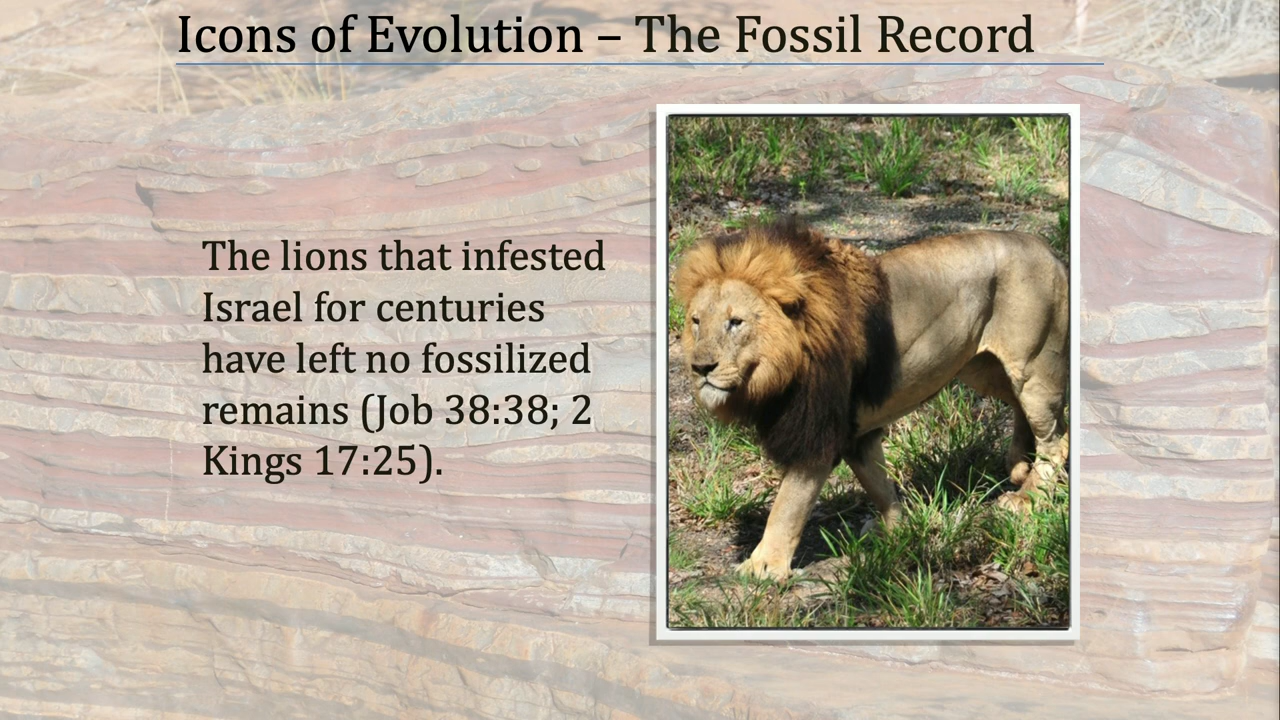 Icons of Evolution – The Fossil Record
The lions that infested
Israel for centuries
have left no fossilized
remains (Job 38:38; 2
Kings 17:25).